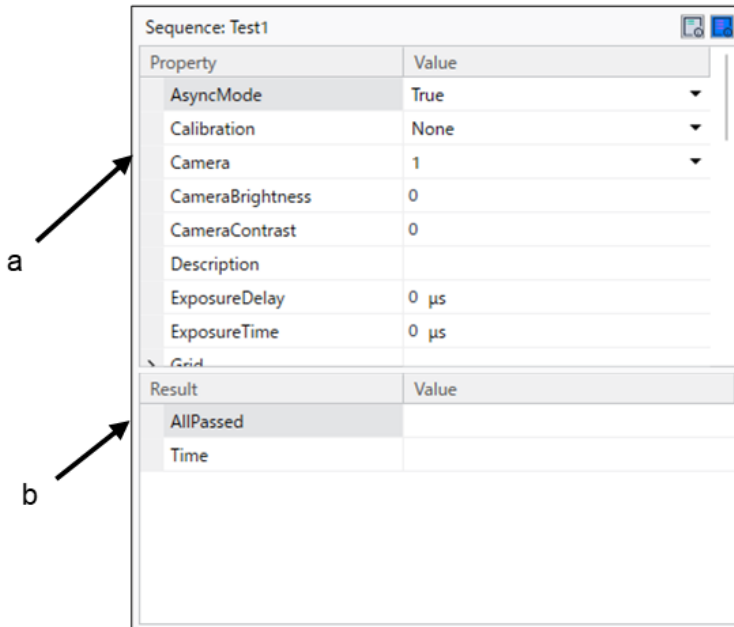 Sequence: Test1
Property Value
AsyncMode True
Calibration None
Camera 1
CameraBrightness 0
CameraContrast 0
a
Description
ExposureDelay 0 µs
ExposureTime 0 µs
Grid
Result Value
AllPassed
Time
b